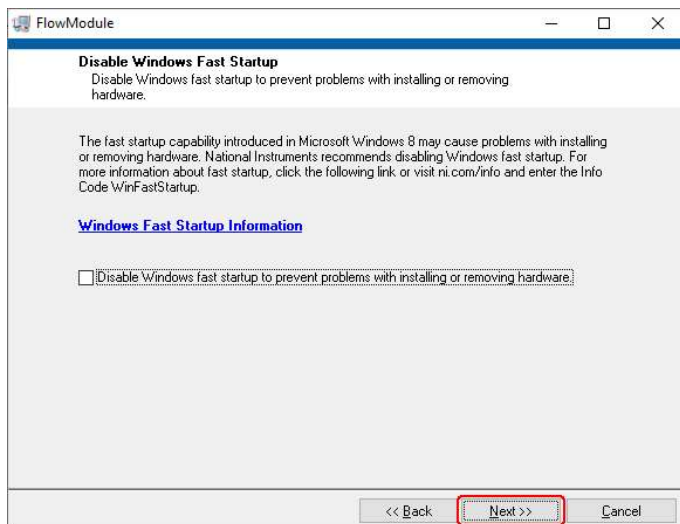 FlowModule
Disable Windows Fast Startup
Disable Windows fast startup to prevent problems with installing or removing
hardware.
The fast startup capability introduced in Microsoft Windows 8 may cause problems with installing
or removing hardware. National Instruments recommends disabling Windows fast startup. For
more information about fast startup, click the following link or visit ni.com/info and enter the Info
Code WinFastStartup.
Windows Fast Startup Information
Disable Windows fast startup to prevent problems with installing or removing hardware.
<< Back Next >> Cancel